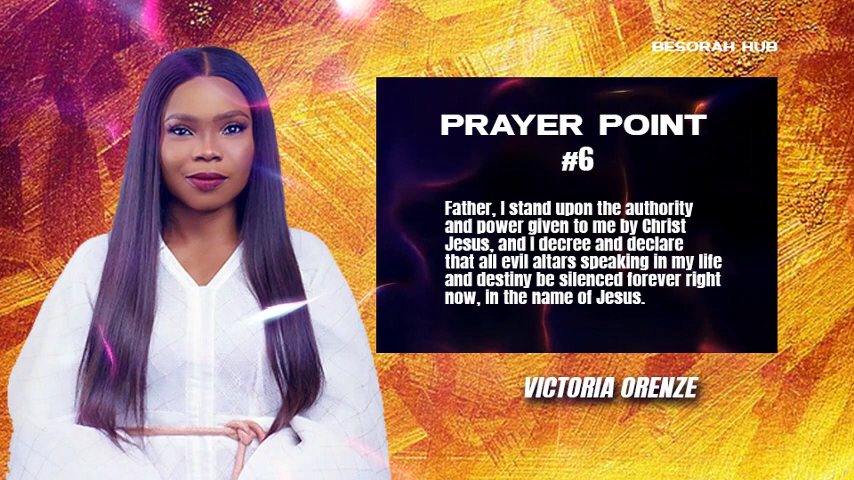 BESORAH HUB
PRAYER POINT
#6
Father, I stand upon the authority
and power given to me by Christ
Jesus, and I decree and declare
that all evil altars speaking in my life
and destiny be silenced forever right
now, in the name of Jesus.
VICTORIA ORENZE